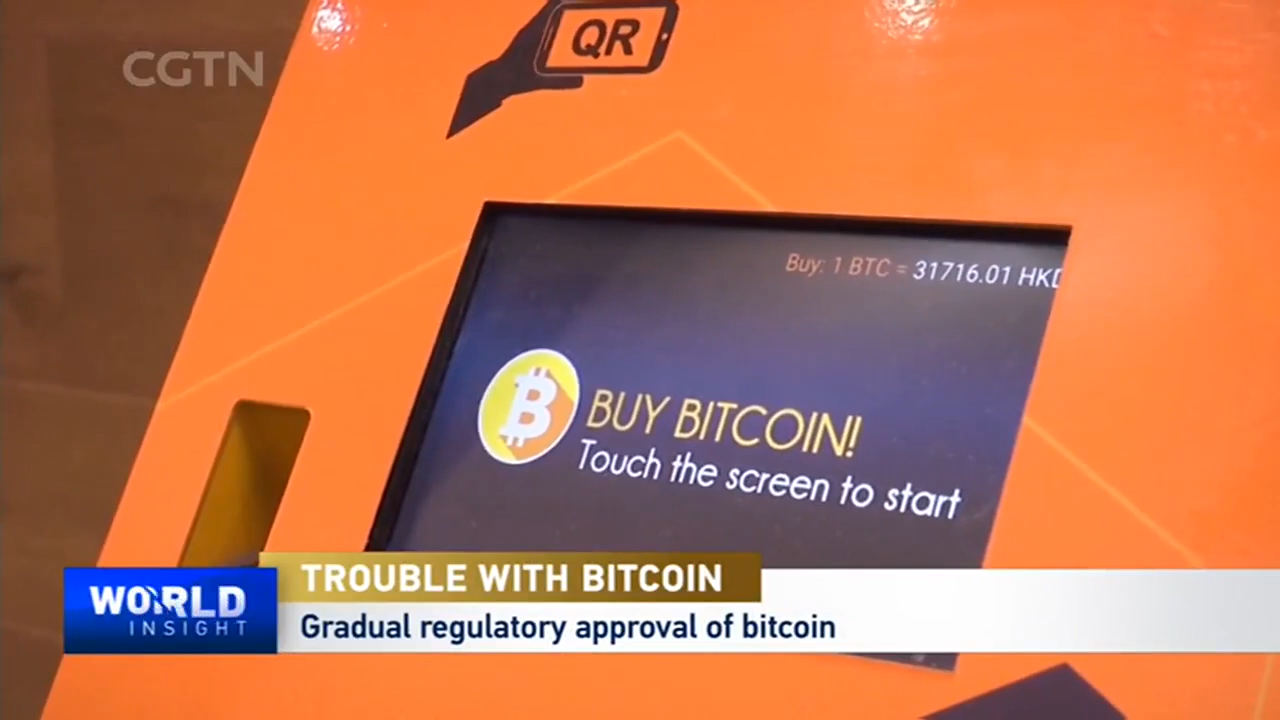 CGTN
QR
Buy: 1 BTC = 31716.01 HKD
BUY BITCOIN!
Touch the screen to start
TROUBLE WITH BITCOIN
WORLD
INSIGHT
Gradual regulatory approval of bitcoin